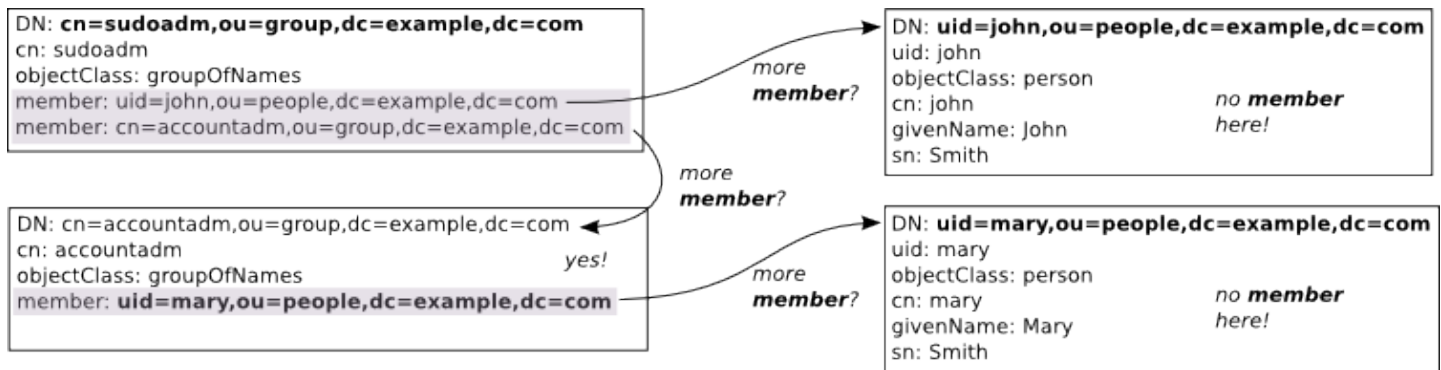 DN: cn=sudoadm,ou=group,dc=example,dc=com
cn: sudoadm
objectClass: groupOfNames
member: uid=john,ou=people,dc=example,dc=com
member: cn=accountadm,ou=group,dc=example,dc=com
more
member?
DN: uid=john,ou=people,dc=example,dc=com
uid: john
objectClass: person
cn: john
givenName: John
sn: Smith
no member
here!
more
member?
DN: cn=accountadm,ou=group,dc=example,dc=com
cn: accountadm
objectClass: groupOfNames
member: uid=mary,ou=people,dc=example,dc=com
yes!
more
member?
DN: uid=mary,ou=people,dc=example,dc=com
uid: mary
objectClass: person
cn: mary
givenName: Mary
sn: Smith
no member
here!